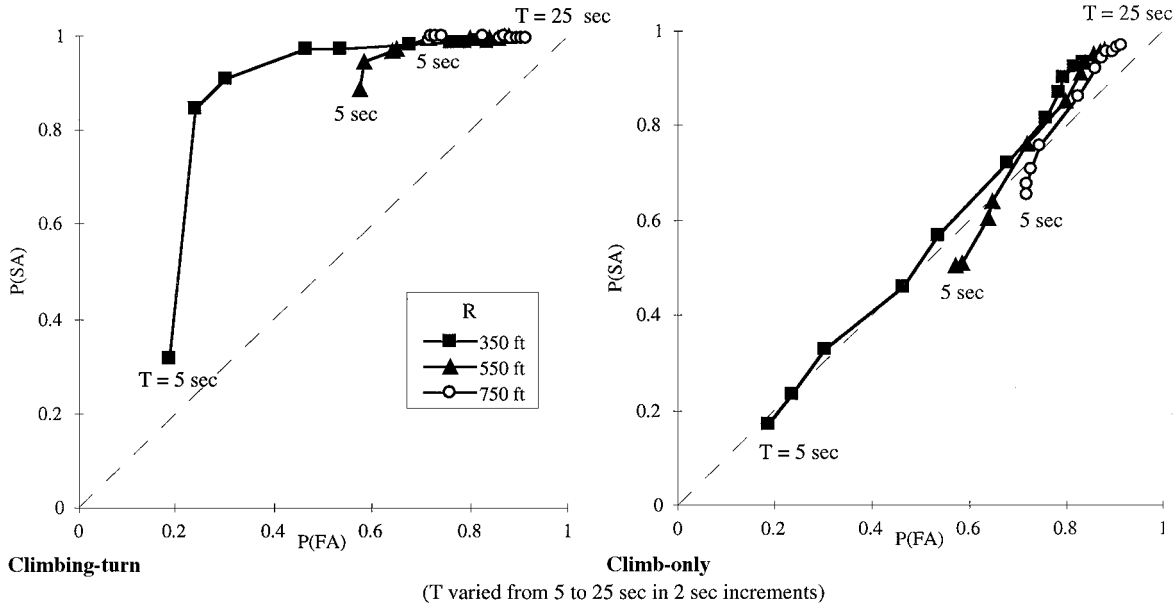 T = 25 sec
1
0.8
0.6
0.4
0.2
0
P(SA)
5 sec
5 sec
T = 5 sec
R
350 ft
550 ft
750 ft
0.2
0.4
0.6
0.8
1
P(FA)
Climbing-turn
T = 25 sec
1
0.8
0.6
0.4
0.2
0
P(SA)
5 sec
5 sec
T = 5 sec
0
0.2
0.4
0.6
0.8
1
P(FA)
Climb-only
(T varied from 5 to 25 sec in 2 sec increments)